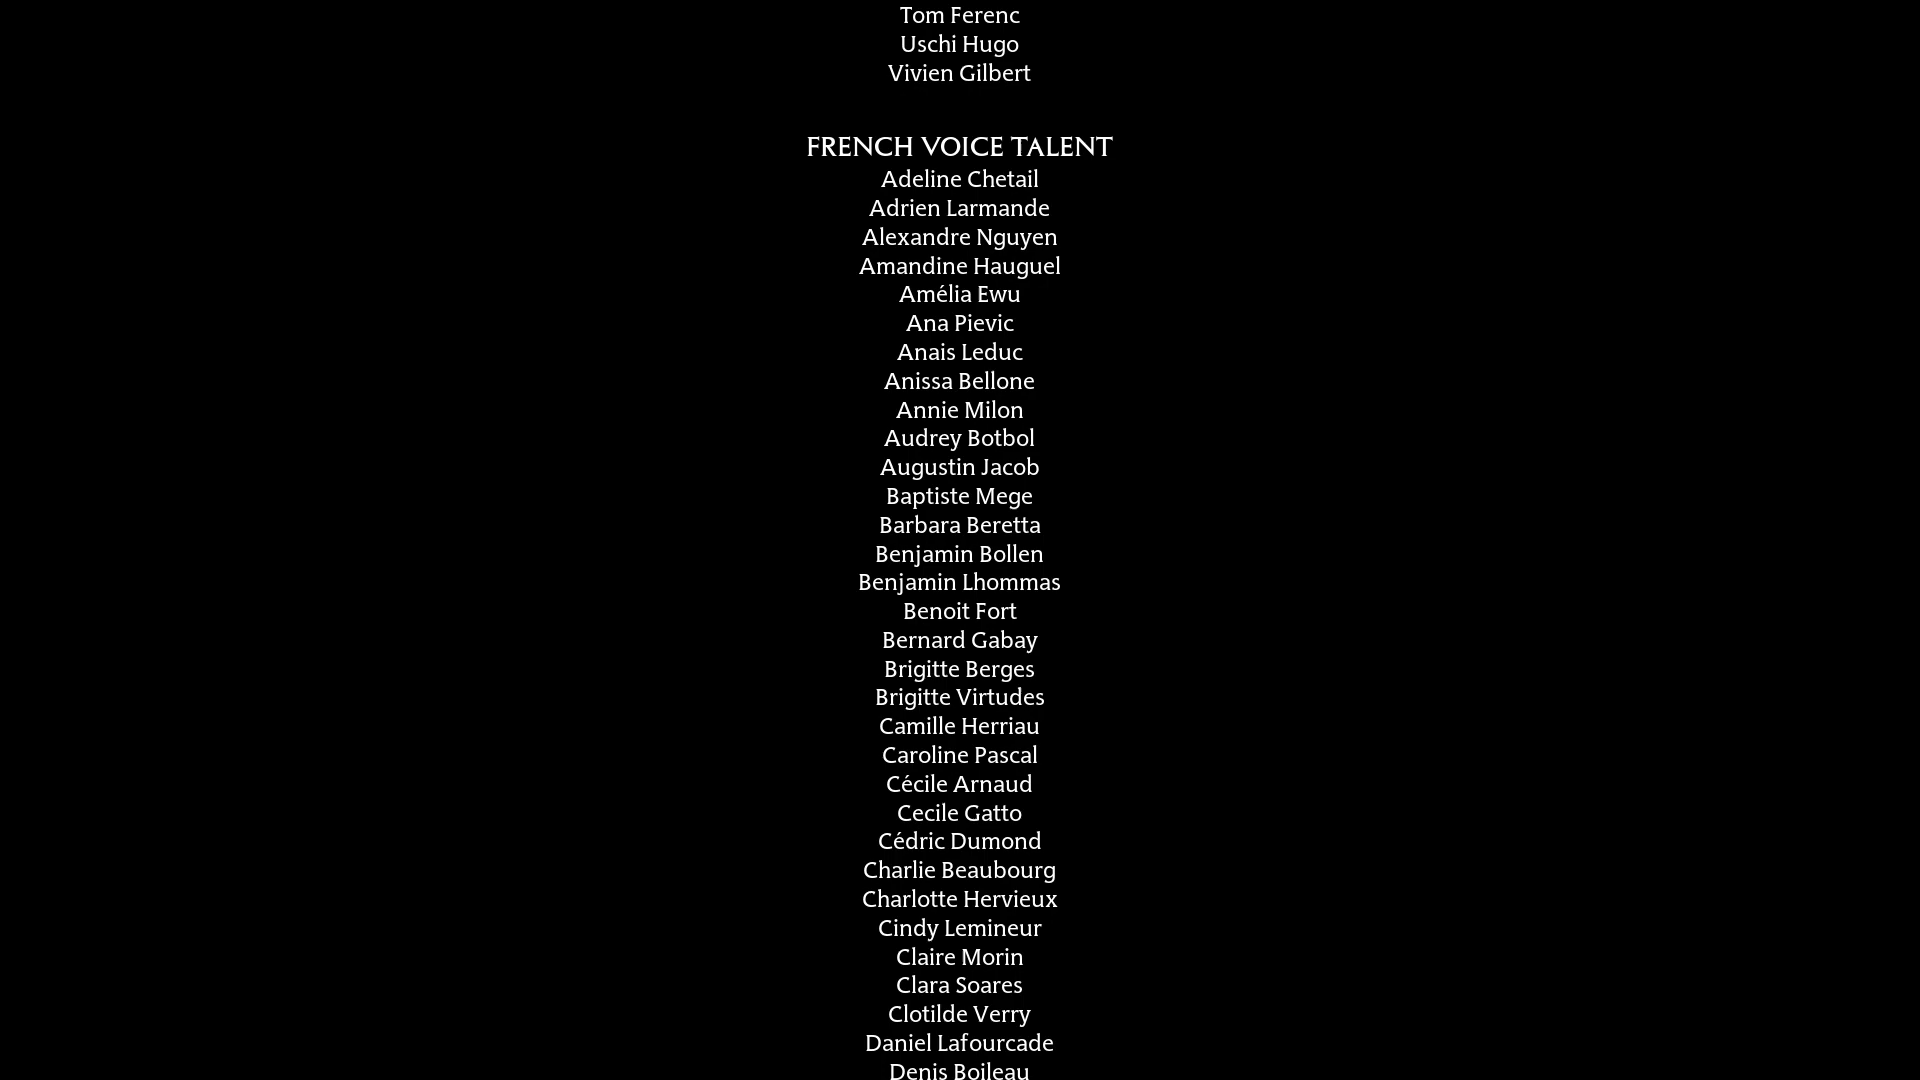 Tom Ferenc
Uschi Hugo
Vivien Gilbert
FRENCH VOICE TALENT
Adeline Chetail
Adrien Larmande
Alexandre Nguyen
Amandine Hauguel
Amélia Ewu
Ana Pievic
Anais Leduc
Anissa Bellone
Annie Milon
Audrey Botbol
Augustin Jacob
Baptiste Mege
Barbara Beretta
Benjamin Bollen
Benjamin Lhommas
Benoit Fort
Bernard Gabay
Brigitte Berges
Brigitte Virtudes
Camille Herriau
Caroline Pascal
Cécile Arnaud
Cecile Gatto
Cédric Dumond
Charlie Beaubourg
Charlotte Hervieux
Cindy Lemineur
Claire Morin
Clara Soares
Clotilde Verry
Daniel Lafourcade
Denis Boileau